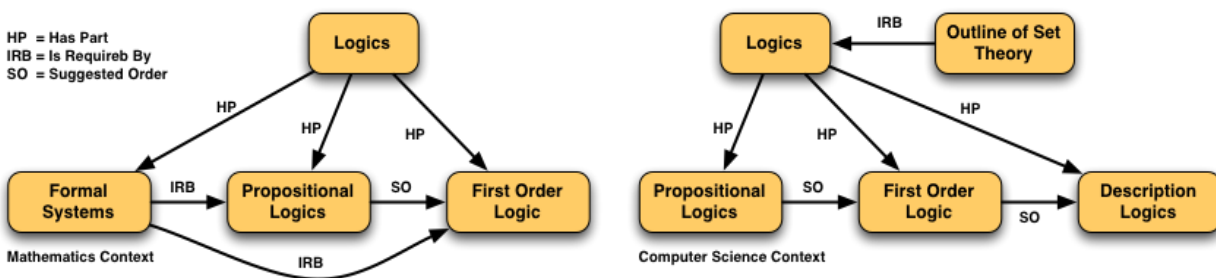 HP = Has Part
IRB = Is Requireb By
SO = Suggested Order
Logics
HP
HP
HP
Formal
Systems
IRB
Propositional
Logics
SO
First Order
Logic
IRB
Mathematics Context
Logics
IRB
Outline of Set
Theory
HP
HP
HP
Propositional
Logics
SO
First Order
Logic
SO
Description
Logics
Computer Science Context